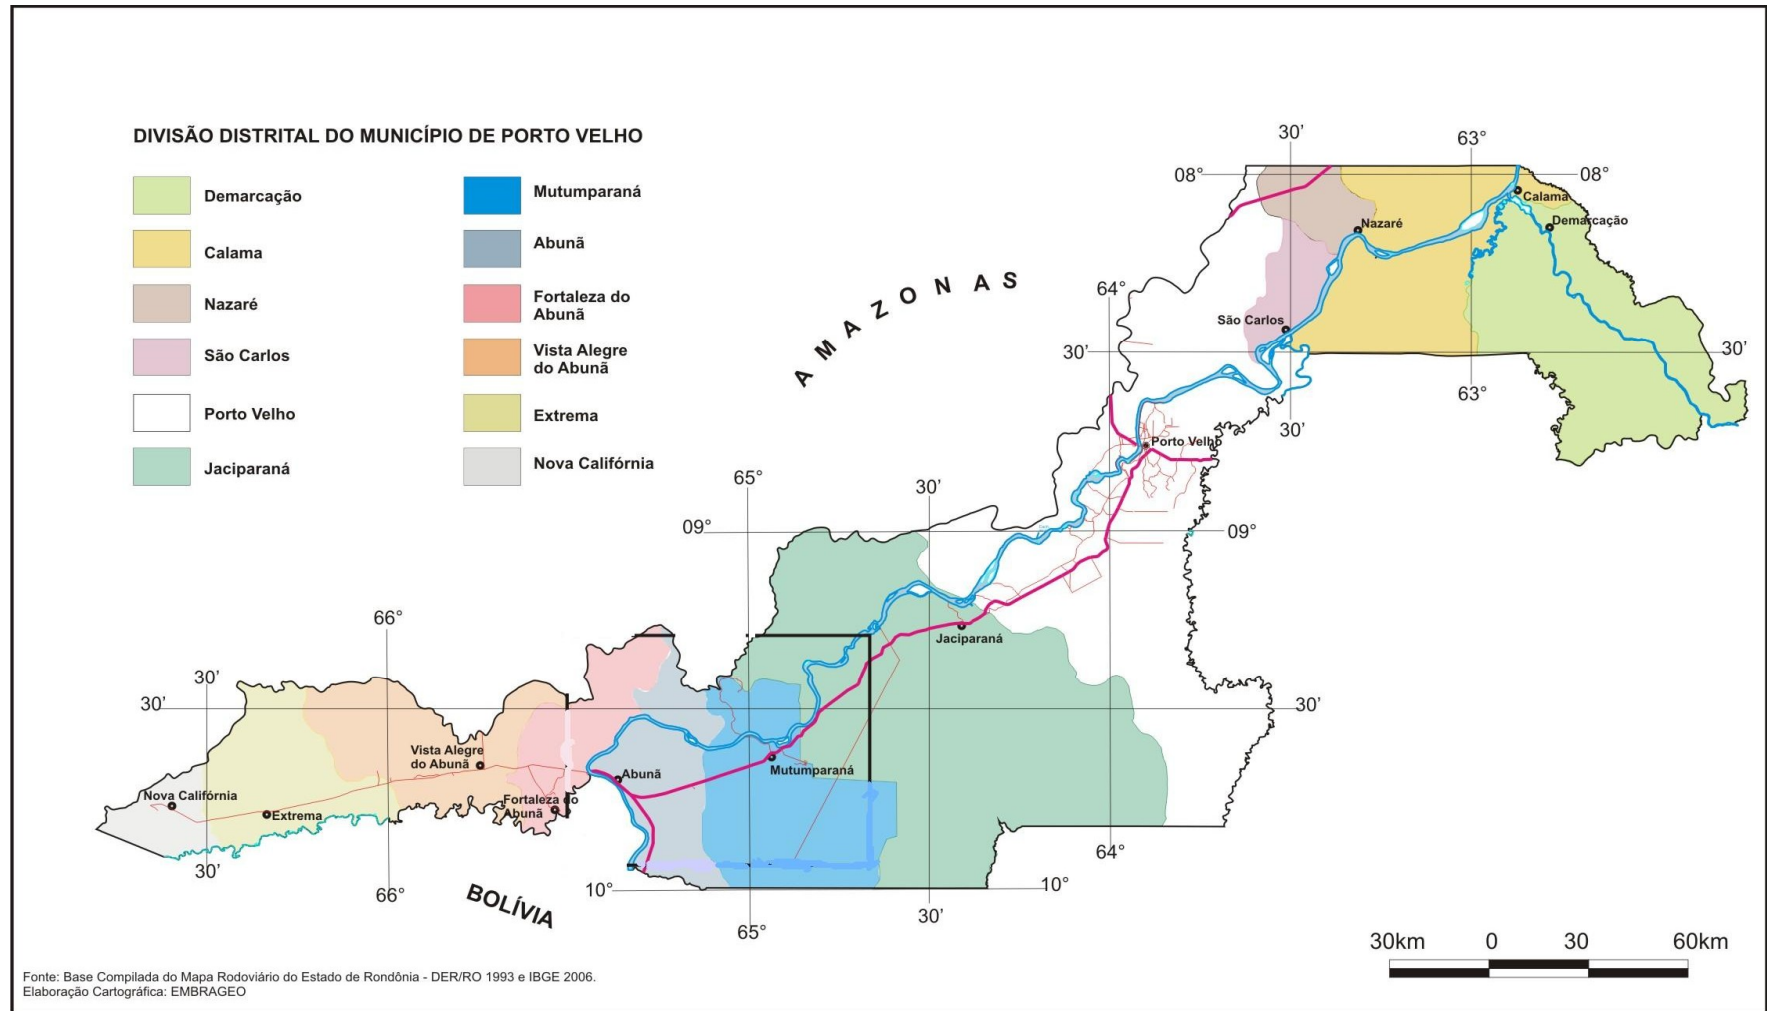 DIVISÃO DISTRITAL DO MUNICÍPIO DE PORTO VELHO
Demarcação
Calama
Nazaré
São Carlos
Porto Velho
Jaciparaná
Mutumparaná
Abunã
Fortaleza do
Abunã
Vista Alegre
do Abunã
Extrema
Nova Califórnia
AMAZONAS
BOLÍVIA
30'
63°
08°
08°
Calama
Demarcação
Nazaré
64°
São Carlos
30'
30'
63°
30'
Porto Velho
65°
30'
09°
09°
66°
Jaciparaná
30'
30'
30'
Vista Alegre
do Abunã
Abunã
Mutumparaná
Nova Califórnia
Extrema
Fortaleza do
Abunã
30'
66°
64°
10°
10°
65°
30'
30km
0
30
60km
Fonte: Base Compilada do Mapa Rodoviário do Estado de Rondônia - DER/RO 1993 e IBGE 2006.
Elaboração Cartográfica: EMBRAGEO